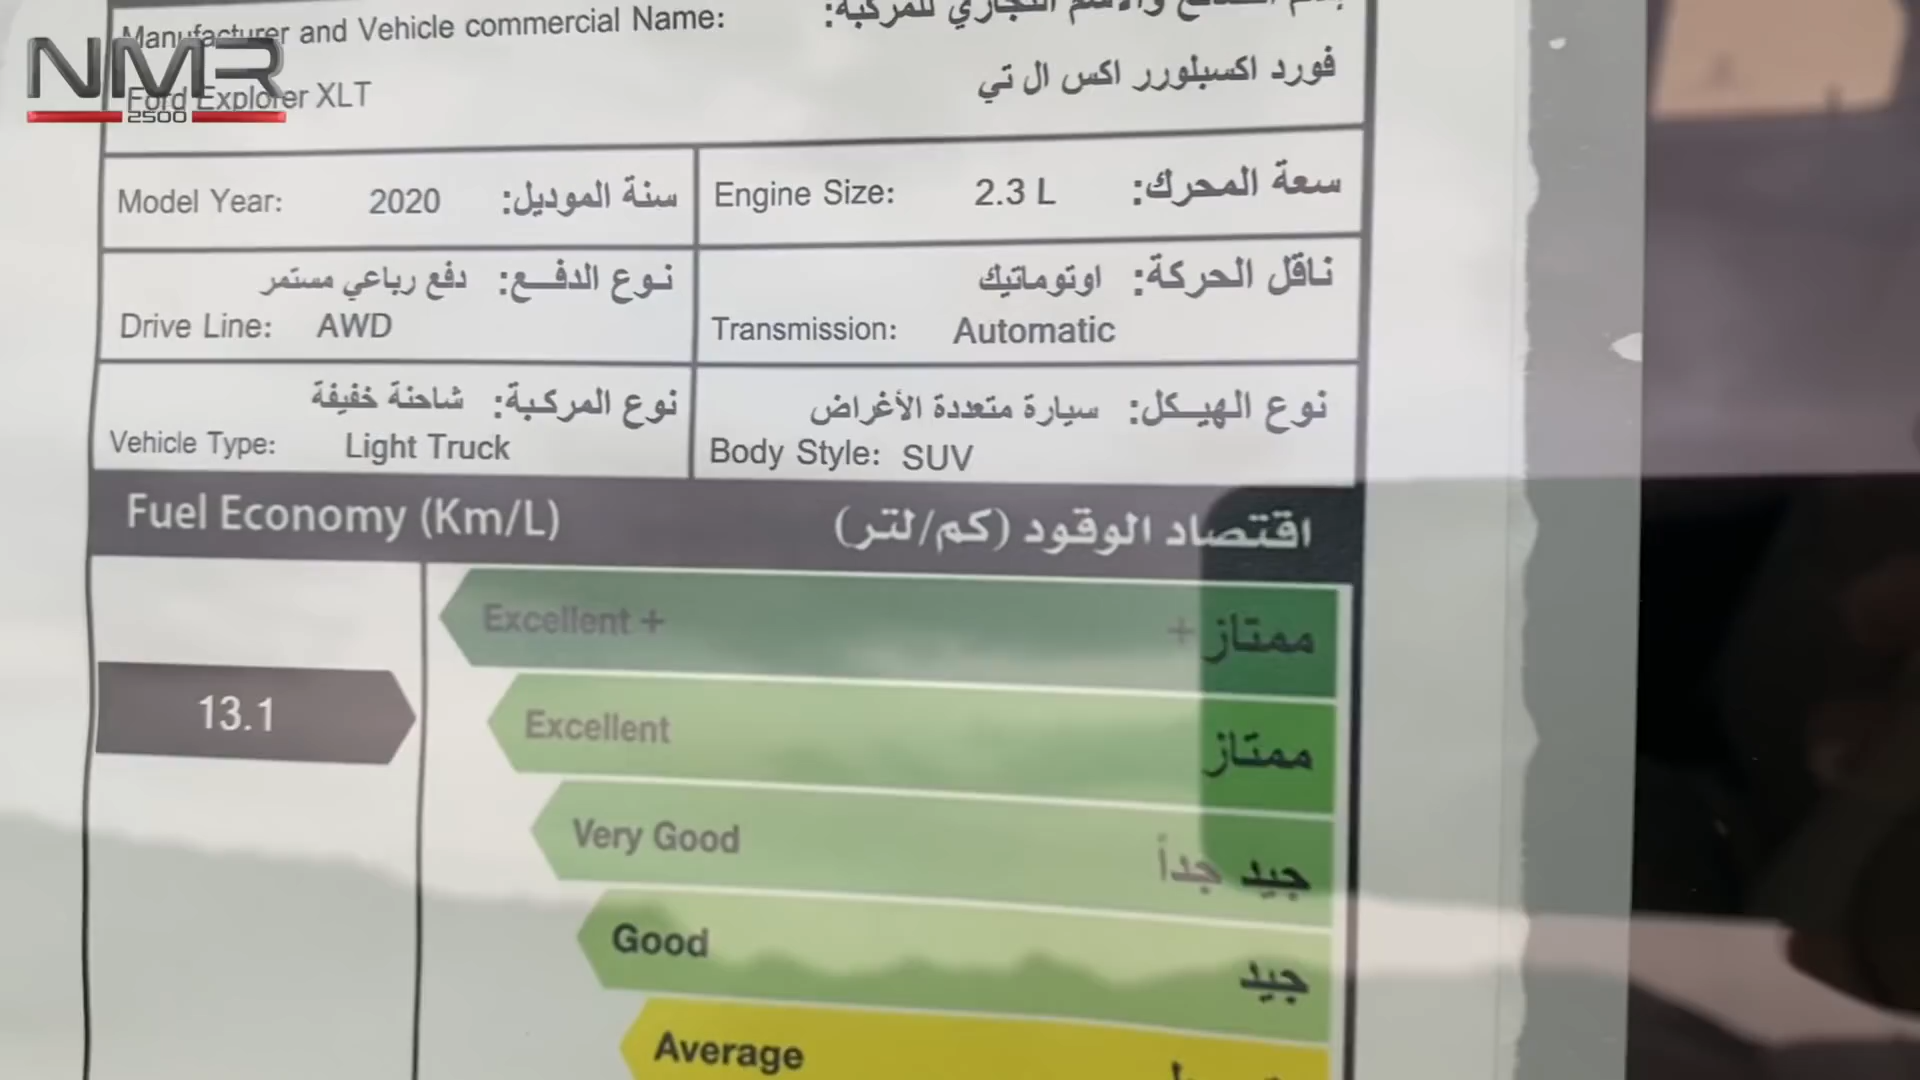 Manufacturer and Vehicle commercial Name:
والاسم التجاري للمركبة:
NMR
2500
Ford Explorer XLT
فورد اكسبلورر اكس ال تي
Model Year: 2020 سنة الموديل:
Engine Size: 2.3 L سعة المحرك:
نوع الدفع: دفع رباعي مستمر
Drive Line: AWD
ناقل الحركة: اوتوماتيك
Transmission: Automatic
نوع المركبة: شاحنة خفيفة
Vehicle Type: Light Truck
نوع الهيكل: سيارة متعددة الأغراض
Body Style: SUV
Fuel Economy (Km/L)
اقتصاد الوقود (كم/لتر)
Excellent +
ممتاز +
13.1
Excellent
ممتاز
Very Good
جيد جداً
Good
جيد
Average